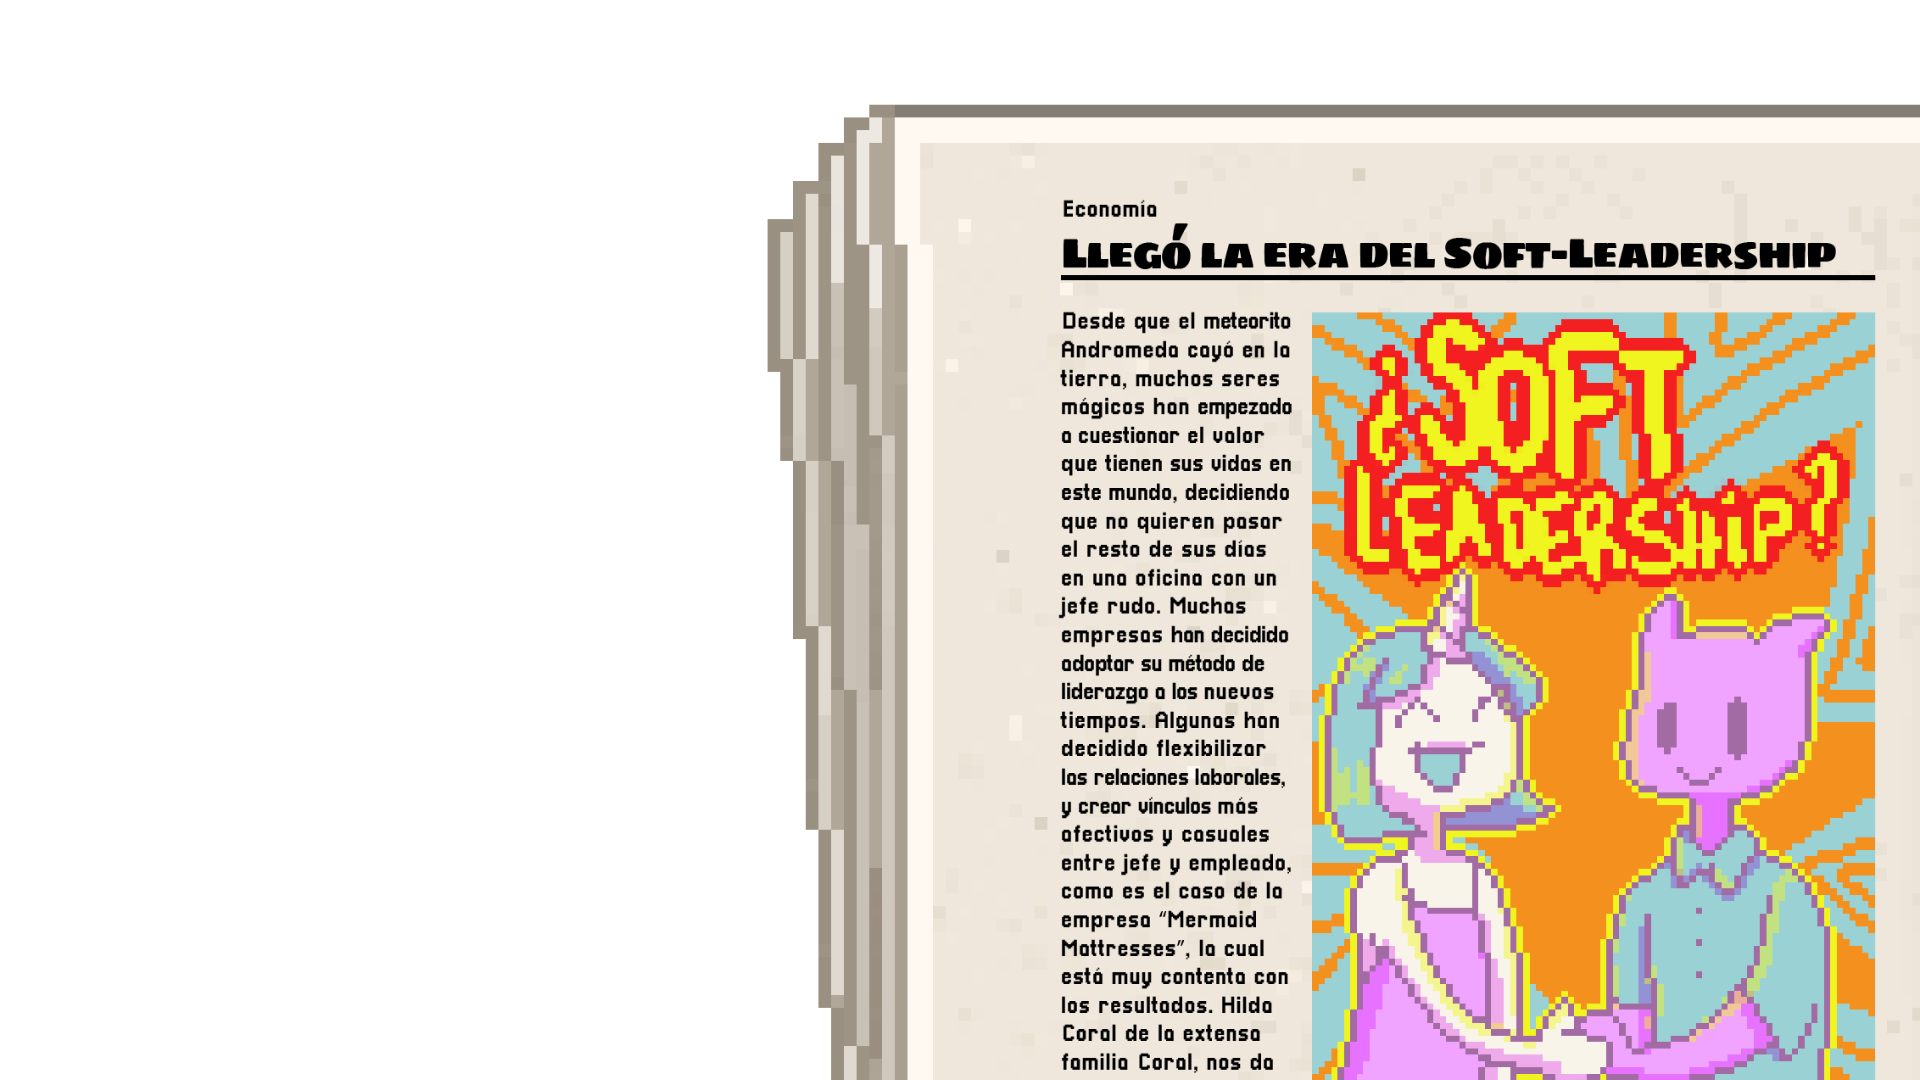 Economía
Llegó la era del Soft-Leadership
Desde que el meteorito
Andromeda cayó en la
tierra, muchos seres
mágicos han empezado
a cuestionar el valor
que tienen sus vidas en
este mundo, decidiendo
que no quieren pasar
el resto de sus días
en una oficina con un
jefe rudo. Muchas
empresas han decidido
adoptar su método de
liderazgo a los nuevos
tiempos. Algunas han
decidido flexibilizar
las relaciones laborales,
y crear vínculos más
afectivos y casuales
entre jefe y empleado,
como es el caso de la
empresa “Mermaid
Mattresses”, la cual
está muy contenta con
los resultados. Hilda
Coral de la extensa
familia Coral, nos da
¿SOFT
LEADERSHIP?